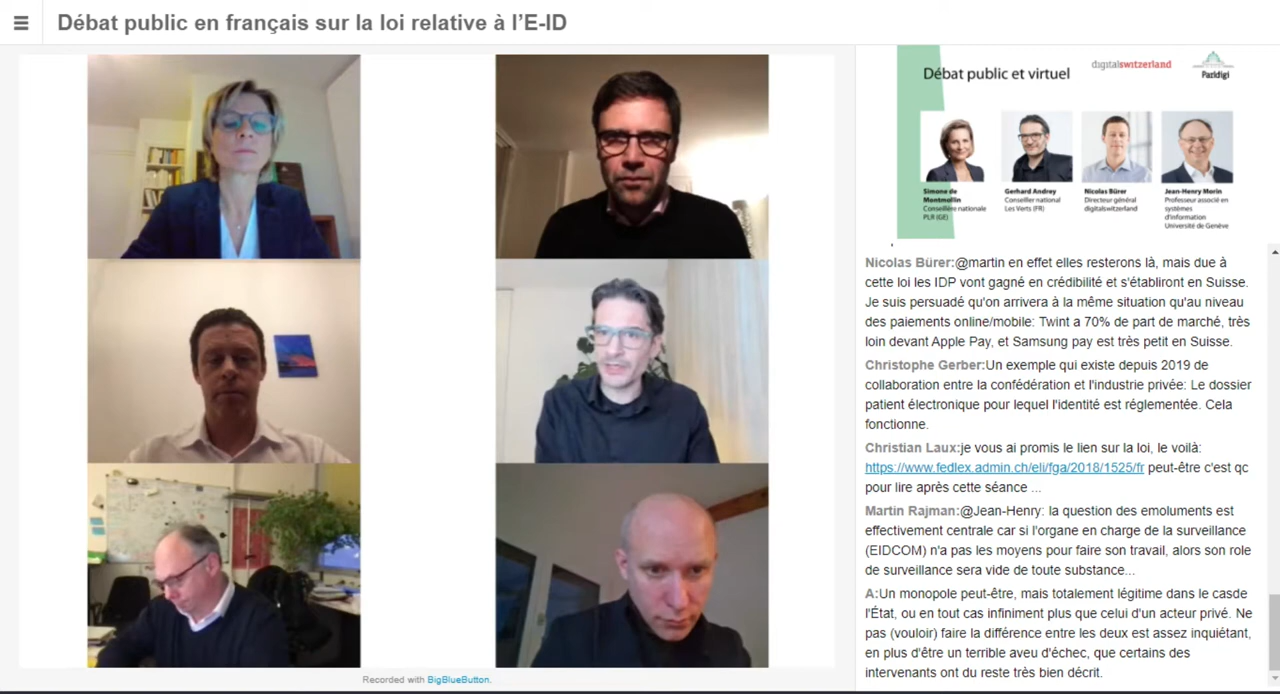 Débat public en français sur la loi relative à l'E-ID
Débat public et virtuel
digitalswitzerland
Parldigi
Simone de
Montmollin
Conseillère nationale
PLR (GE)
Gerhard Andrey
Conseiller national
Les Verts (FR)
Nicolas Bürer
Directeur général
digitalswitzerland
Jean-Henry Morin
Professeur associé en
systèmes
d'information
Université de Genève
Nicolas Bürer:@martin en effet elles resterons là, mais due à
cette loi les IDP vont gagné en crédibilité et s'établiront en Suisse.
Je suis persuadé qu'on arrivera à la même situation qu'au niveau
des paiements online/mobile: Twint a 70% de part de marché, très
loin devant Apple Pay, et Samsung pay est très petit en Suisse.
Christophe Gerber:Un exemple qui existe depuis 2019 de
collaboration entre la confédération et l'industrie privée: Le dossier
patient électronique pour lequel l'identité est réglementée. Cela
fonctionne.
Christian Laux:je vous ai promis le lien sur la loi, le voilà:
https://www.fedlex.admin.ch/eli/fga/2018/1525/fr peut-être c'est qc
pour lire après cette séance ...
Martin Rajman:@Jean-Henry: la question des emoluments est
effectivement centrale car si l'organe en charge de la surveillance
(EIDCOM) n'a pas les moyens pour faire son travail, alors son role
de surveillance sera vide de toute substance...
A:Un monopole peut-être, mais totalement légitime dans le casde
l'État, ou en tout cas infiniment plus que celui d'un acteur privé. Ne
pas (vouloir) faire la différence entre les deux est assez inquiétant,
en plus d'être un terrible aveu d'échec, que certains des
intervenants ont du reste très bien décrit.
Recorded with BigBlueButton.